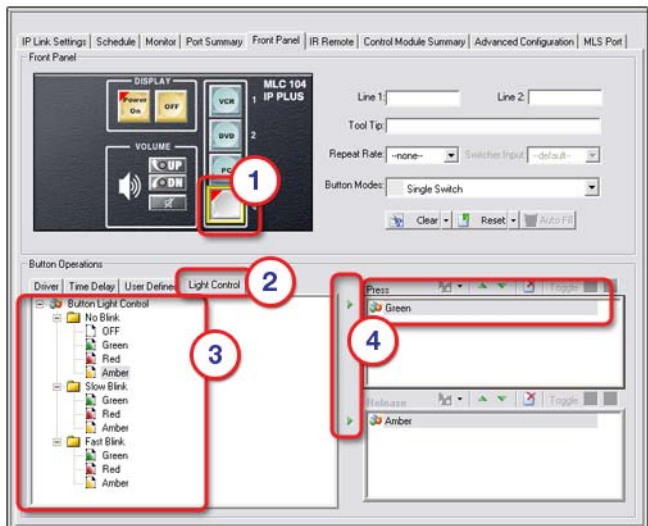 IP Link Settings Schedule Monitor Port Summary Front Panel IR Remote Control Module Summary Advanced Configuration MLS Port
Front Panel
DISPLAY
Power On
OFF
VOLUME
UP
DN
MLC 104
IP PLUS
VCR 1
DVD 2
PC
1
Line 1:
Line 2:
Tool Tip:
Repeat Rate: --none--
Switcher Input: --default--
Button Modes: Single Switch
Clear Reset Auto Fill
Button Operations
Driver Time Delay User Defined Light Control
2
Button Light Control
No Blink
OFF
Green
Red
Amber
Slow Blink
Green
Red
Amber
Fast Blink
Green
Red
Amber
3
4
Press Toggle
Green
Release Toggle
Amber